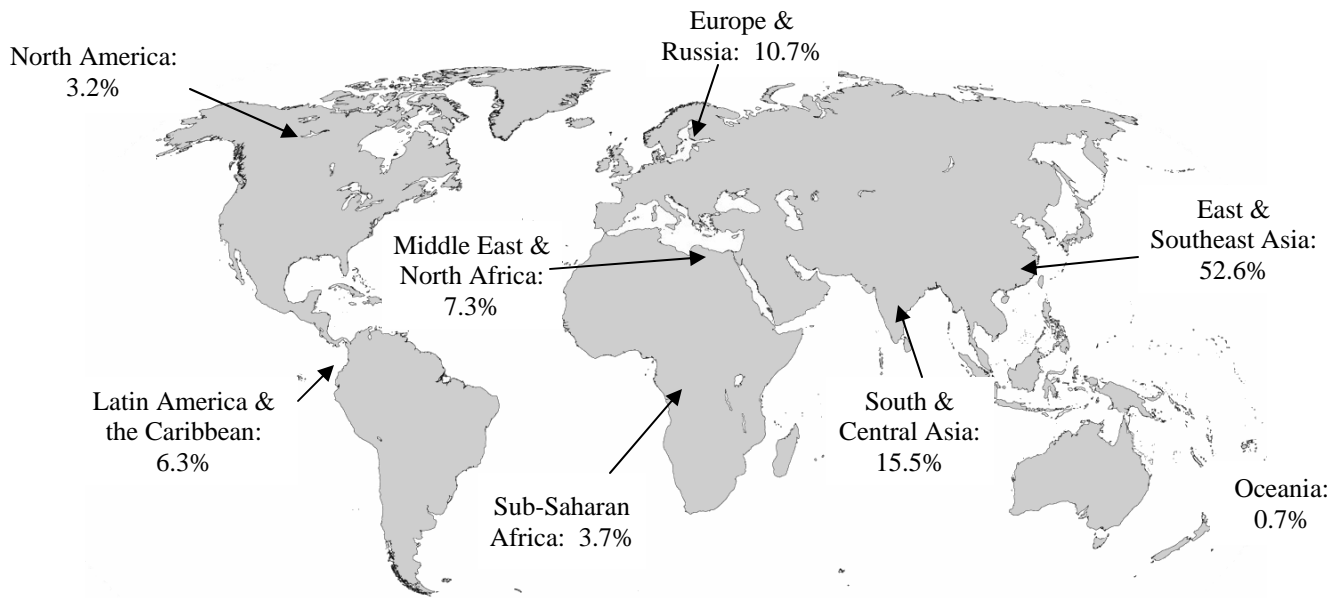 Europe &
Russia: 10.7%
North America:
3.2%
East &
Southeast Asia:
52.6%
Middle East &
North Africa:
7.3%
Latin America &
the Caribbean:
6.3%
South &
Central Asia:
15.5%
Oceania:
0.7%
Sub-Saharan
Africa: 3.7%